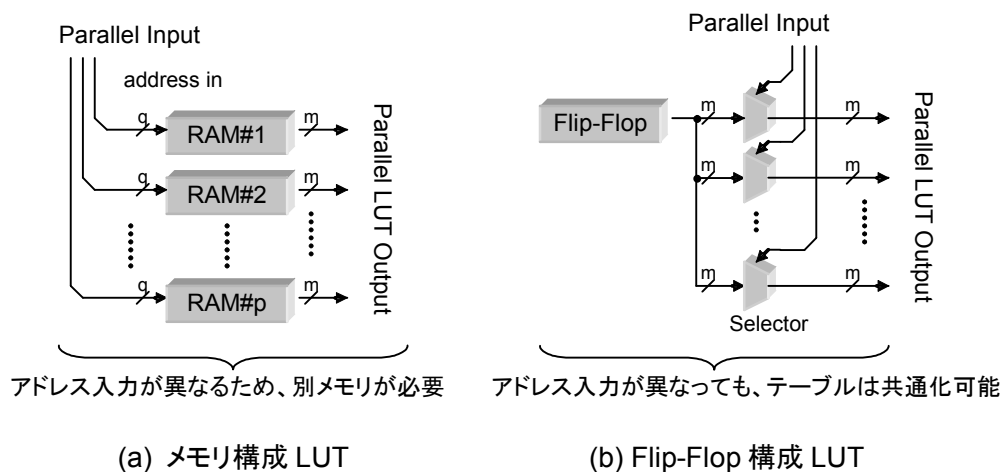 Parallel Input
address in
q
RAM#1
m
q
RAM#2
m
q
RAM#p
m
Parallel LUT Output
アドレス入力が異なるため、別メモリが必要
(a) メモリ構成 LUT
Parallel Input
Flip-Flop
m
m
m
m
m
m
Selector
Parallel LUT Output
アドレス入力が異なっても、テーブルは共通化可能
(b) Flip-Flop 構成 LUT